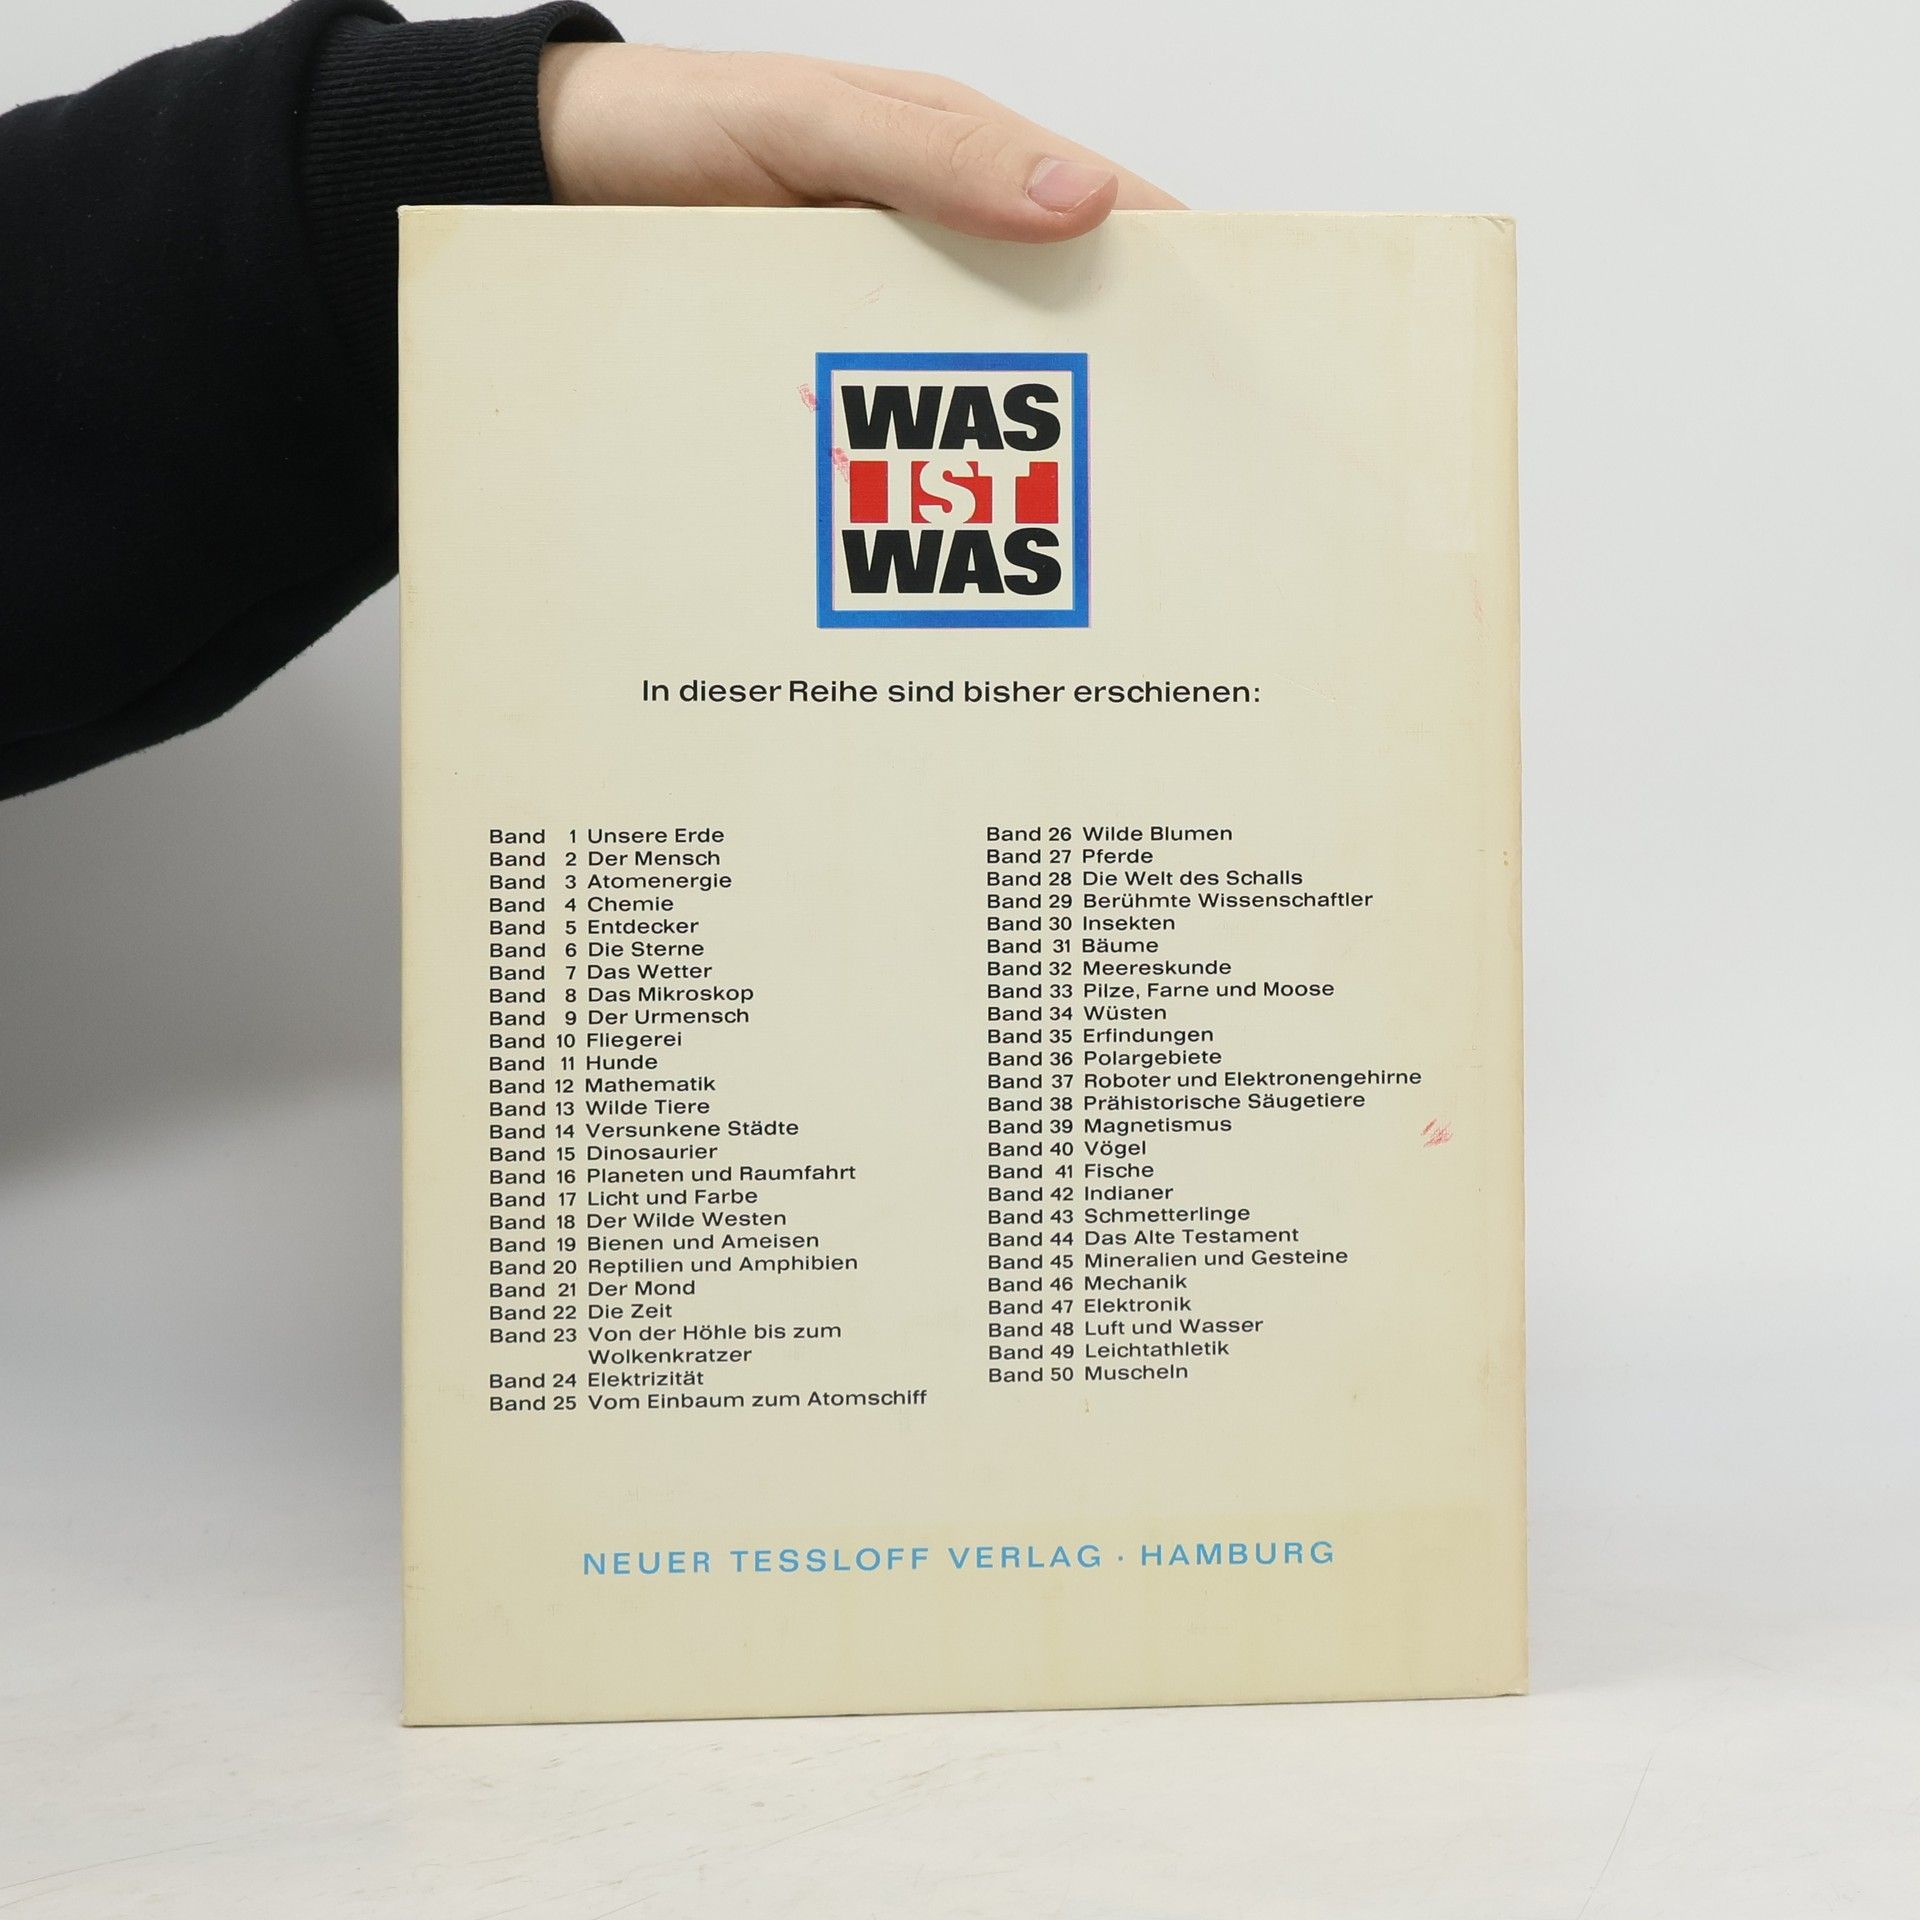 WAS
IST
WAS
In dieser Reihe sind bisher erschienen:
Band 1 Unsere Erde
Band 2 Der Mensch
Band 3 Atomenergie
Band 4 Chemie
Band 5 Entdecker
Band 6 Die Sterne
Band 7 Das Wetter
Band 8 Das Mikroskop
Band 9 Der Urmensch
Band 10 Fliegerei
Band 11 Hunde
Band 12 Mathematik
Band 13 Wilde Tiere
Band 14 Versunkene Städte
Band 15 Dinosaurier
Band 16 Planeten und Raumfahrt
Band 17 Licht und Farbe
Band 18 Der Wilde Westen
Band 19 Bienen und Ameisen
Band 20 Reptilien und Amphibien
Band 21 Der Mond
Band 22 Die Zeit
Band 23 Von der Höhle bis zum
Wolkenkratzer
Band 24 Elektrizität
Band 25 Vom Einbaum zum Atomschiff
Band 26 Wilde Blumen
Band 27 Pferde
Band 28 Die Welt des Schalls
Band 29 Berühmte Wissenschaftler
Band 30 Insekten
Band 31 Bäume
Band 32 Meereskunde
Band 33 Pilze, Farne und Moose
Band 34 Wüsten
Band 35 Erfindungen
Band 36 Polargebiete
Band 37 Roboter und Elektronengehirne
Band 38 Prähistorische Säugetiere
Band 39 Magnetismus
Band 40 Vögel
Band 41 Fische
Band 42 Indianer
Band 43 Schmetterlinge
Band 44 Das Alte Testament
Band 45 Mineralien und Gesteine
Band 46 Mechanik
Band 47 Elektronik
Band 48 Luft und Wasser
Band 49 Leichtathletik
Band 50 Muscheln
NEUER TESSLOFF VERLAG · HAMBURG